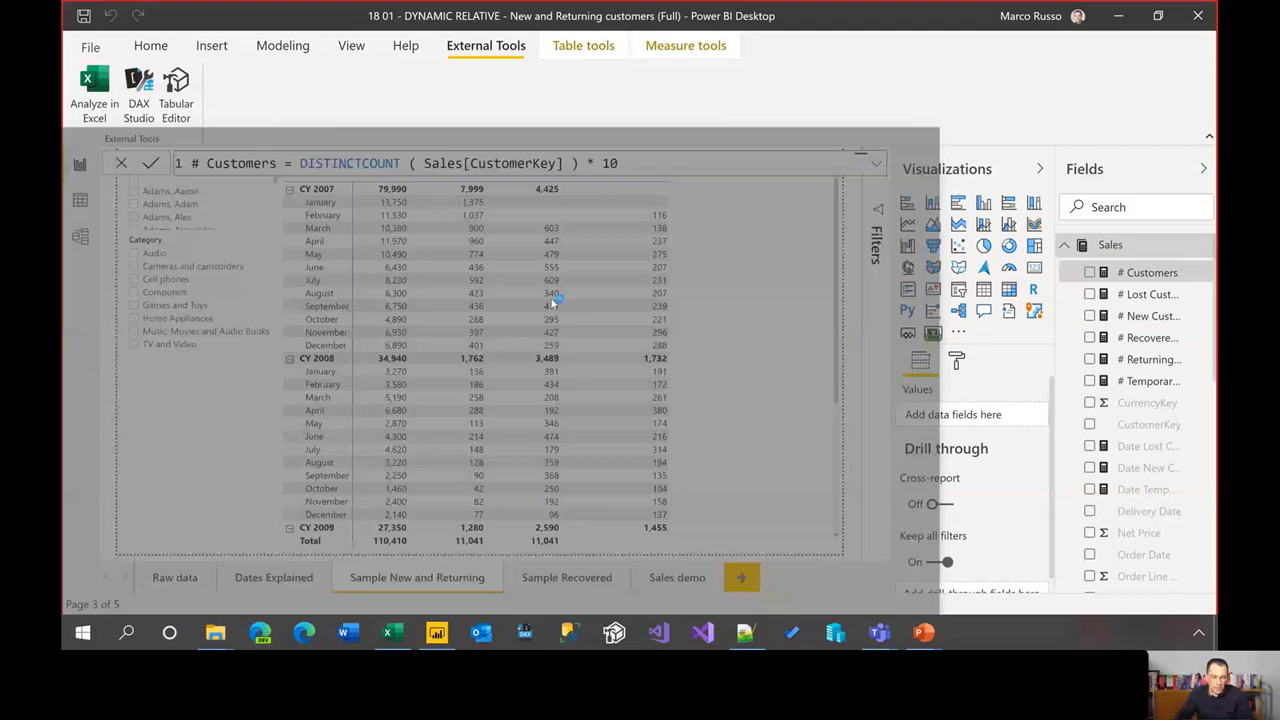 18 01 - DYNAMIC RELATIVE - New and Returning customers (Full) - Power BI Desktop
Marco Russo
File Home Insert Modeling View Help External Tools Table tools Measure tools
Analyze in Excel
DAX Studio
Tabular Editor
External Tools
1 # Customers = DISTINCTCOUNT ( Sales[CustomerKey] ) * 10
Adams, Aaron
Adams, Adam
Adams, Alex
Category
Audio
Cameras and camcorders
Cell phones
Computers
Games and Toys
Home Appliances
Music, Movies and Audio Books
TV and Video
CY 2007 79,990 7,999 4,425
January 13,750 1,375
February 11,530 1,037 116
March 10,380 900 603 138
April 11,970 960 447 237
May 10,490 774 479 275
June 6,430 436 555 207
July 8,230 592 609 231
August 6,300 423 340 207
September 6,750 436 239
October 4,890 268 295 221
November 6,930 397 427 296
December 6,890 401 259 288
CY 2008 34,940 1,762 3,489 1,732
January 3,270 136 391 191
February 3,580 186 434 172
March 5,190 258 208 261
April 6,680 288 192 380
May 2,870 113 346 174
June 4,300 214 474 216
July 4,620 148 179 314
August 3,220 128 359 194
September 2,250 90 368 135
October 1,460 42 250 104
November 2,400 82 192 158
December 2,140 77 96 137
CY 2009 27,350 1,280 2,590 1,455
Total 110,410 11,041 11,041
Filters
Visualizations
Py
R
Values
Add data fields here
Drill through
Cross-report
Off
Keep all filters
On
Add drill-through fields here
Fields
Search
Sales
# Customers
# Lost Cust...
# New Cust...
# Recovere...
# Returning...
# Temporar...
CurrencyKey
CustomerKey
Date Lost C...
Date New C...
Date Temp...
Delivery Date
Net Price
Order Date
Order Line ...
Raw data Dates Explained Sample New and Returning Sample Recovered Sales demo
Page 3 of 5